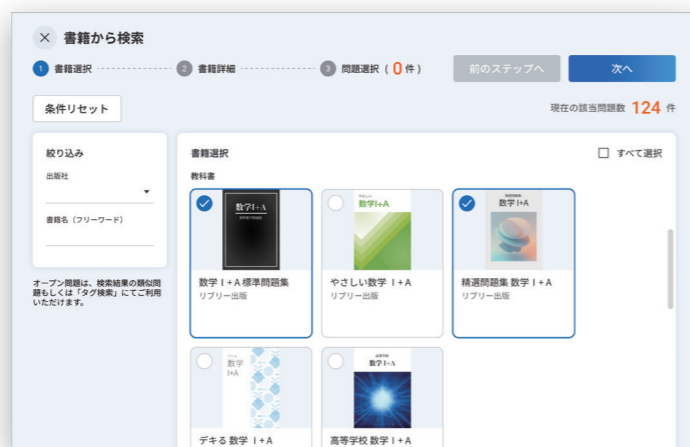 書籍から検索
1 書籍選択
2 書籍詳細
3 問題選択 ( 0 件 )
前のステップへ
次へ
条件リセット
現在の該当問題数 124 件
絞り込み
出版社
書籍名（フリーワード）
オープン問題は、検索結果の類似問
題もしくは「タグ検索」にてご利用
いただけます。
書籍選択
すべて選択
教科書
数学I+A
数学 I+A 標準問題集
リブリー出版
やさしい
数学I+A
やさしい数学 I+A
リブリー出版
数学 I+A
精選問題集 数学 I+A
リブリー出版
数学
I+A
デキる 数学 I+A
数学 I+A
高等学校 数学 I+A